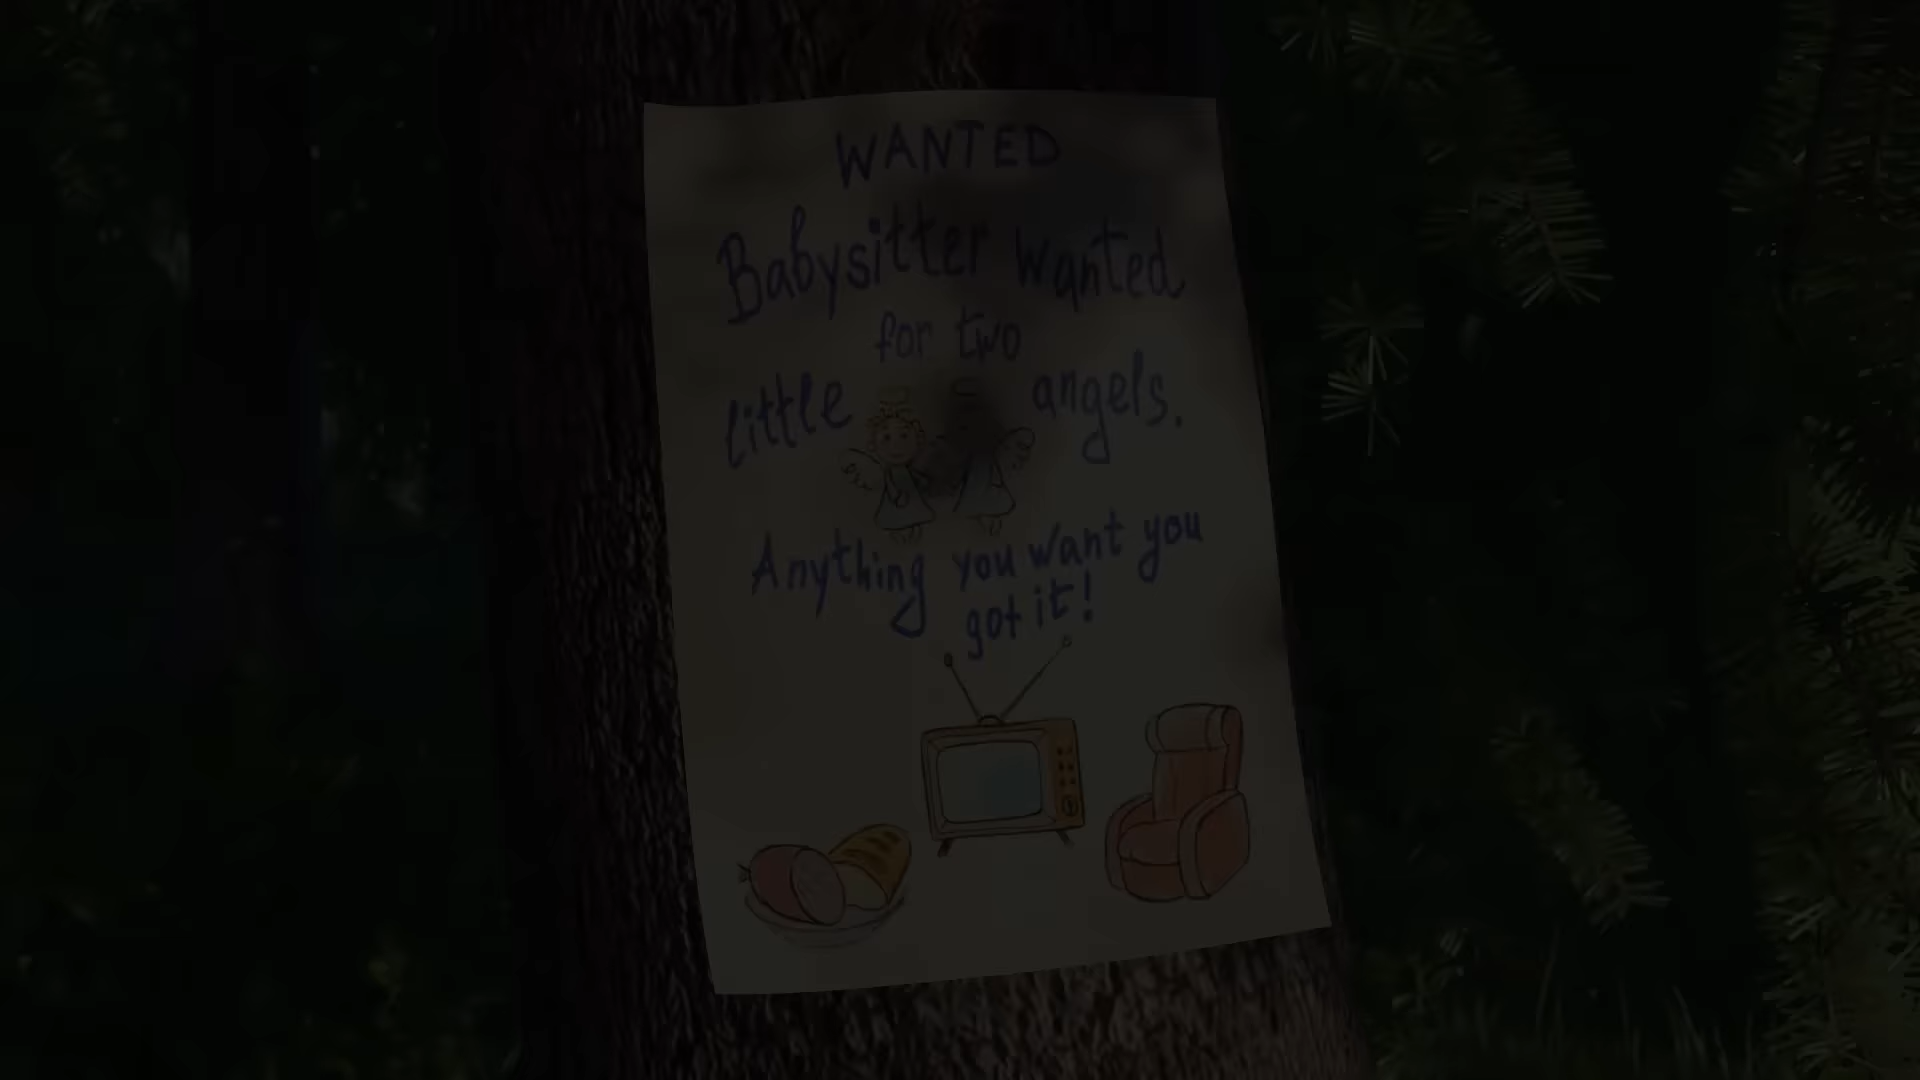 WANTED
Babysitter wanted
for two
little angels.
Anything you want you
got it!